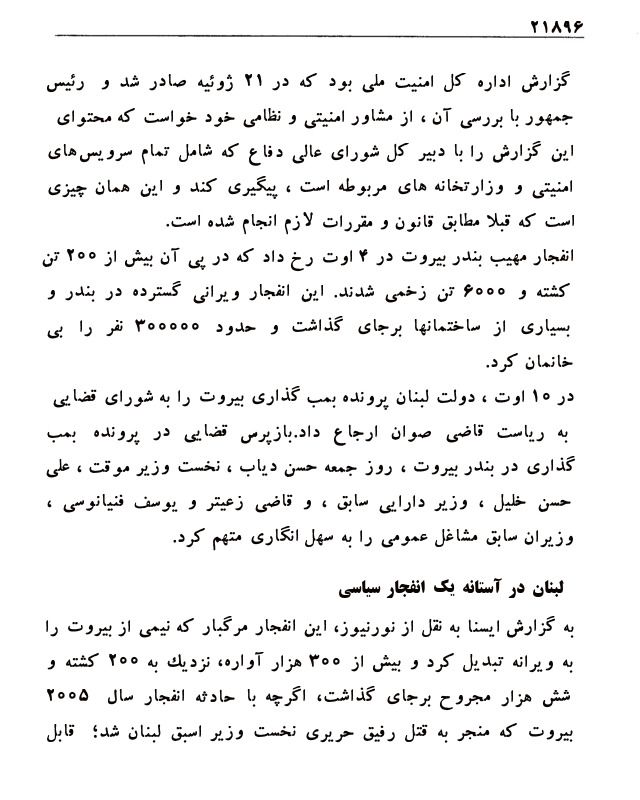 ۲۱۸۹۶
گزارش اداره کل امنیت ملی بود که در ۲۱ ژوئیه صادر شد و رئیس
جمهور با بررسی آن ، از مشاور امنیتی و نظامی خود خواست که محتوای
این گزارش را با دبیر کل شورای عالی دفاع که شامل تمام سرویس‌های
امنیتی و وزارتخانه های مربوطه است ، پیگیری کند و این همان چیزی
است که قبلا مطابق قانون و مقررات لازم انجام شده است.
انفجار مهیب بندر بیروت در ۴ اوت رخ داد که در پی آن بیش از ۲۰۰ تن
کشته و ۶۰۰۰ تن زخمی شدند. این انفجار ویرانی گسترده در بندر و
بسیاری از ساختمانها برجای گذاشت و حدود ۳۰۰۰۰۰ نفر را بی
خانمان کرد.
در ۱۰ اوت ، دولت لبنان پرونده بمب گذاری بیروت را به شورای قضایی
به ریاست قاضی صوان ارجاع داد.بازپرس قضایی در پرونده بمب
گذاری در بندر بیروت ، روز جمعه حسن دیاب ، نخست وزیر موقت ، علی
حسن خلیل ، وزیر دارایی سابق ، و قاضی زعیتر و یوسف فنیانوسی ،
وزیران سابق مشاغل عمومی را به سهل انگاری متهم کرد.
لبنان در آستانه یک انفجار سیاسی
به گزارش ایسنا به نقل از نورنیوز، این انفجار مرگبار که نیمی از بیروت را
به ویرانه تبدیل کرد و بیش از ۳۰۰ هزار آواره، نزدیك به ۲۰۰ کشته و
شش هزار مجروح برجای گذاشت، اگرچه با حادثه انفجار سال ۲۰۰۵
بیروت که منجر به قتل رفیق حریری نخست وزیر اسبق لبنان شد؛ قابل